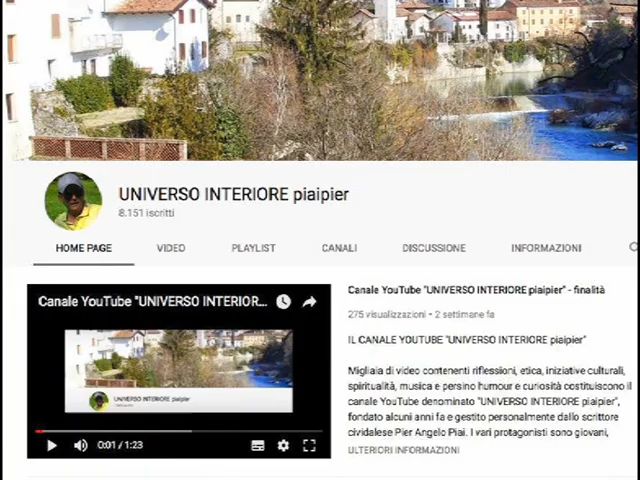 UNIVERSO INTERIORE piaipier
8.151 iscritti
HOME PAGE VIDEO PLAYLIST CANALI DISCUSSIONE INFORMAZIONI
Canale YouTube "UNIVERSO INTERIOR...
UNIVERSO INTERIORE piaipier
0:01 / 1:23
Canale YouTube "UNIVERSO INTERIORE piaipier" - finalità
275 visualizzazioni • 2 settimane fa
IL CANALE YOUTUBE "UNIVERSO INTERIORE piaipier"
Migliaia di video contenenti riflessioni, etica, iniziative culturali,
spiritualità, musica e persino humour e curiosità costituiscono il
canale YouTube denominato "UNIVERSO INTERIORE piaipier",
fondato alcuni anni fa e gestito personalmente dallo scrittore
cividalese Pier Angelo Piai. I vari protagonisti sono giovani,
ULTERIORI INFORMAZIONI